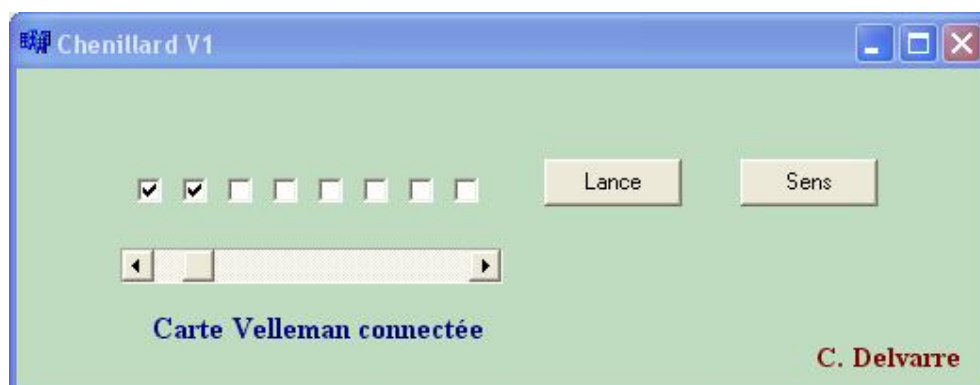 Chenillard V1
Lance
Sens
Carte Velleman connectée
C. Delvarre